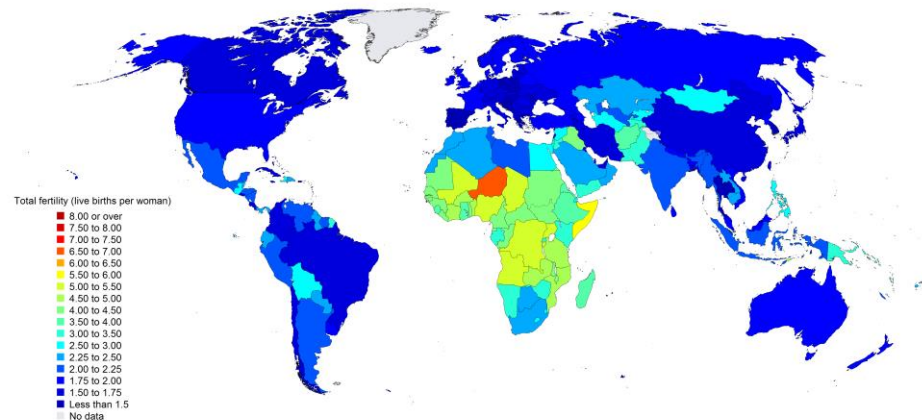 Total fertility (live births per woman)
8.00 or over
7.50 to 8.00
7.00 to 7.50
6.50 to 7.00
6.00 to 6.50
5.50 to 6.00
5.00 to 5.50
4.50 to 5.00
4.00 to 4.50
3.50 to 4.00
3.00 to 3.50
2.50 to 3.00
2.25 to 2.50
2.00 to 2.25
1.75 to 2.00
1.50 to 1.75
Less than 1.5
No data